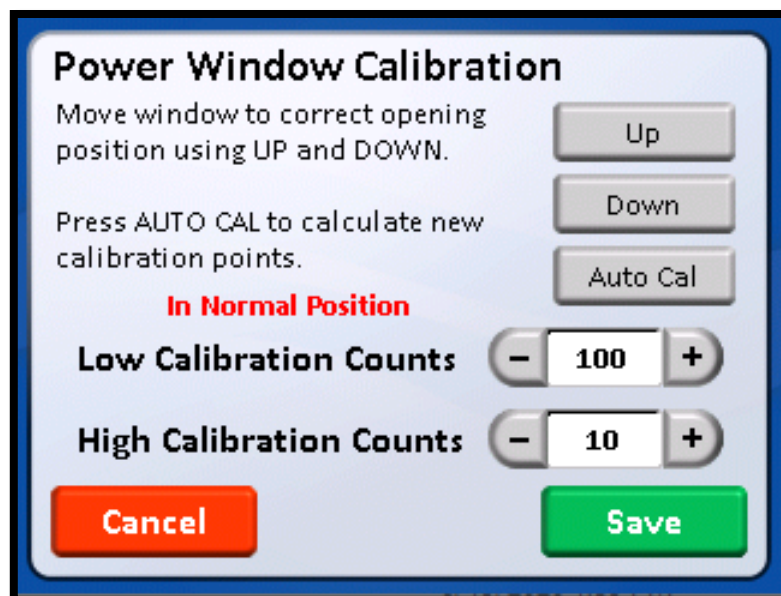 Power Window Calibration
Move window to correct opening
position using UP and DOWN.
Up
Down
Press AUTO CAL to calculate new
calibration points.
Auto Cal
In Normal Position
Low Calibration Counts − 100 +
High Calibration Counts − 10 +
Cancel
Save